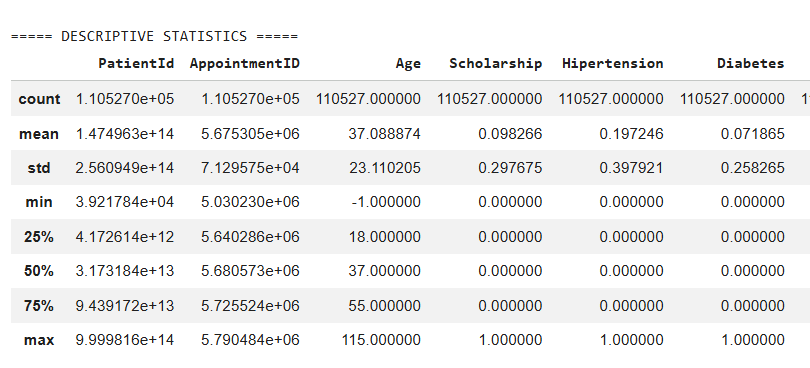 ===== DESCRIPTIVE STATISTICS =====
PatientId AppointmentID Age Scholarship Hipertension Diabetes
count 1.105270e+05 1.105270e+05 110527.000000 110527.000000 110527.000000 110527.000000 1
mean 1.474963e+14 5.675305e+06 37.088874 0.098266 0.197246 0.071865
std 2.560949e+14 7.129575e+04 23.110205 0.297675 0.397921 0.258265
min 3.921784e+04 5.030230e+06 -1.000000 0.000000 0.000000 0.000000
25% 4.172614e+12 5.640286e+06 18.000000 0.000000 0.000000 0.000000
50% 3.173184e+13 5.680573e+06 37.000000 0.000000 0.000000 0.000000
75% 9.439172e+13 5.725524e+06 55.000000 0.000000 0.000000 0.000000
max 9.999816e+14 5.790484e+06 115.000000 1.000000 1.000000 1.000000